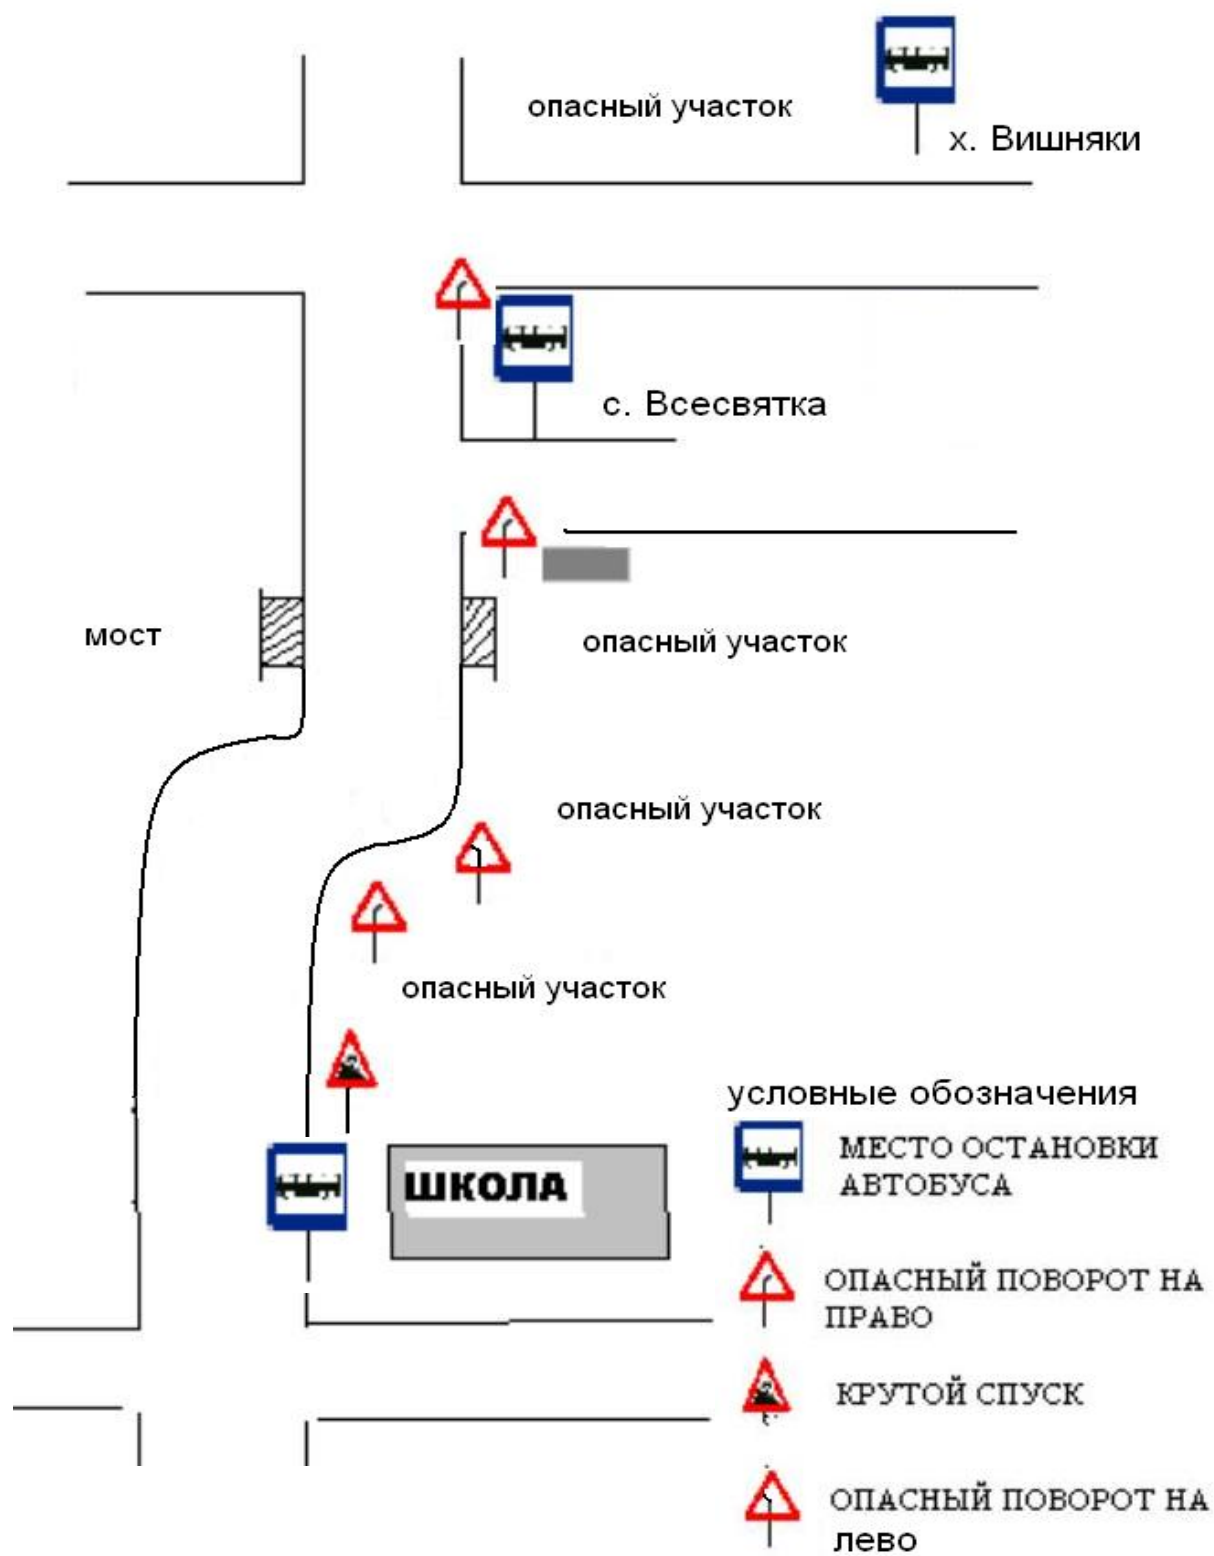 опасный участок
х. Вишняки
с. Всесвятка
мост
опасный участок
опасный участок
опасный участок
условные обозначения
МЕСТО ОСТАНОВКИ
АВТОБУСА
ШКОЛА
ОПАСНЫЙ ПОВОРОТ НА
ПРАВО
КРУТОЙ СПУСК
ОПАСНЫЙ ПОВОРОТ НА
лево